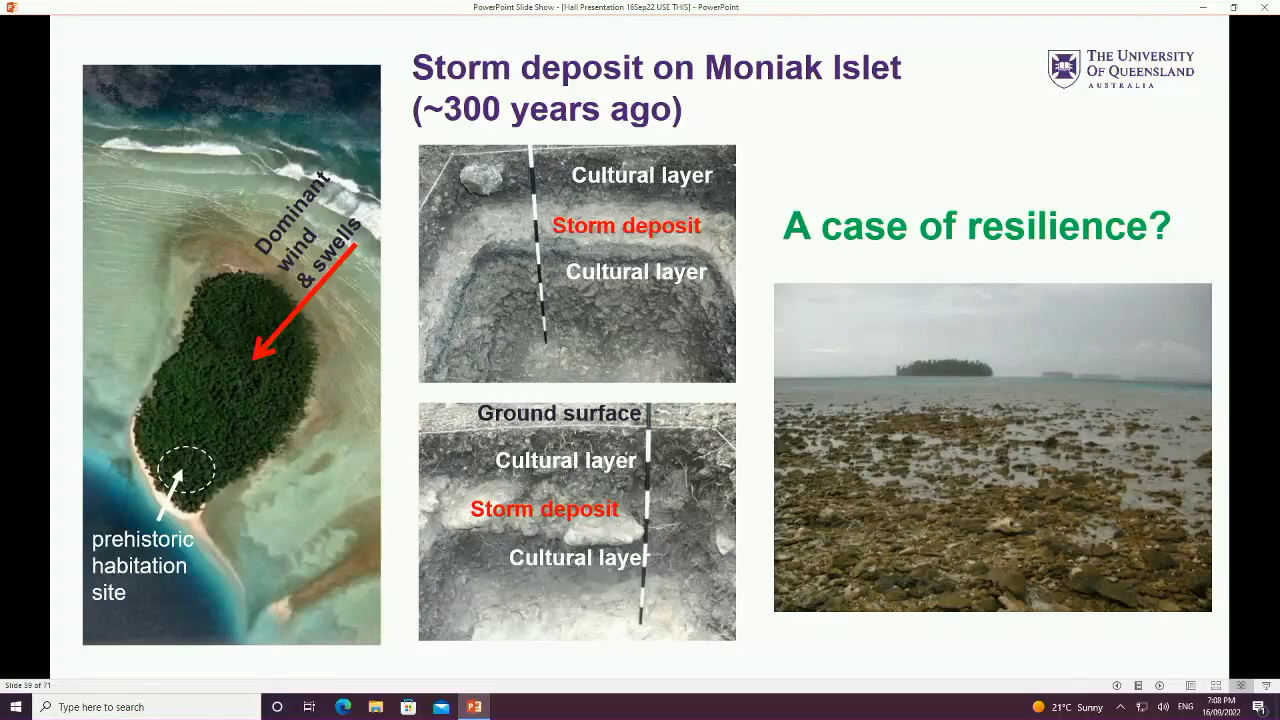 PowerPoint Slide Show - [Hall Presentation 16Sep22 USE THIS] - PowerPoint
Storm deposit on Moniak Islet
(~300 years ago)
THE UNIVERSITY
OF QUEENSLAND
AUSTRALIA
Dominant
wind
& swells
prehistoric
habitation
site
Cultural layer
Storm deposit
Cultural layer
Ground surface
Cultural layer
Storm deposit
Cultural layer
A case of resilience?
Slide 59 of 71
Type here to search
21°C Sunny
ENG
7:08 PM
16/09/2022